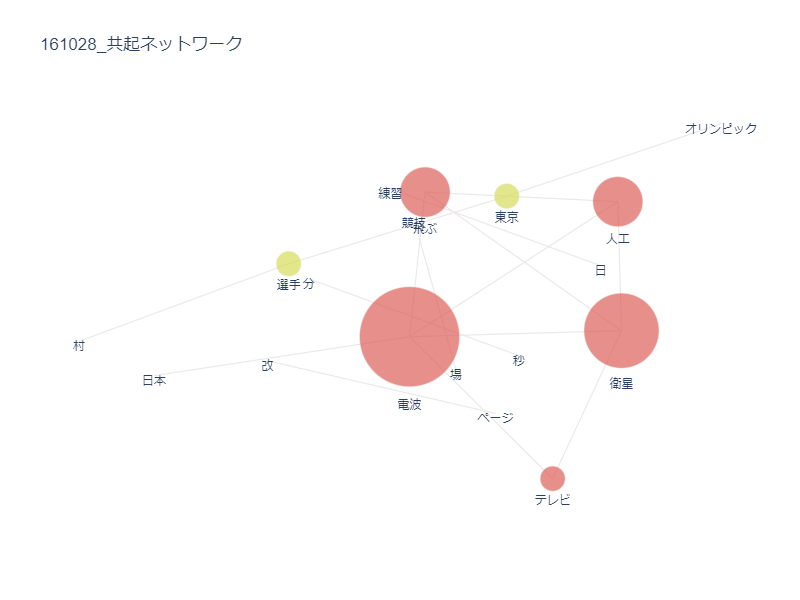 161028_共起ネットワーク
オリンピック
練習
東京
競技
飛ぶ
人工
日
選手
分
村
日本
改
場
秒
電波
衛星
ページ
テレビ